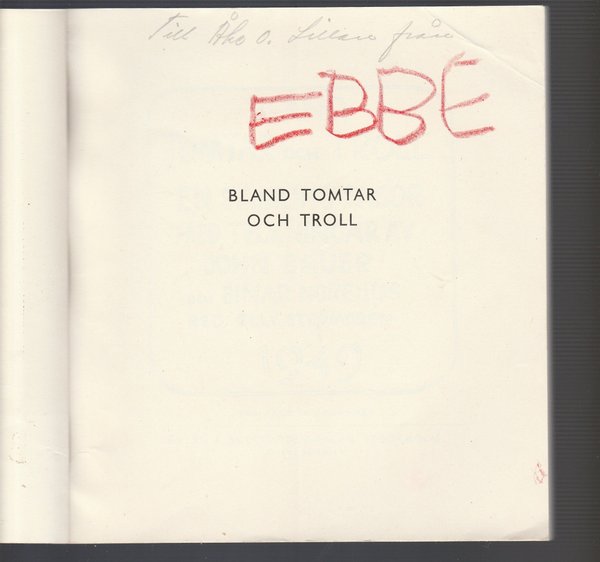 Till Åke o. Lillan från
EBBE
BLAND TOMTAR
OCH TROLL